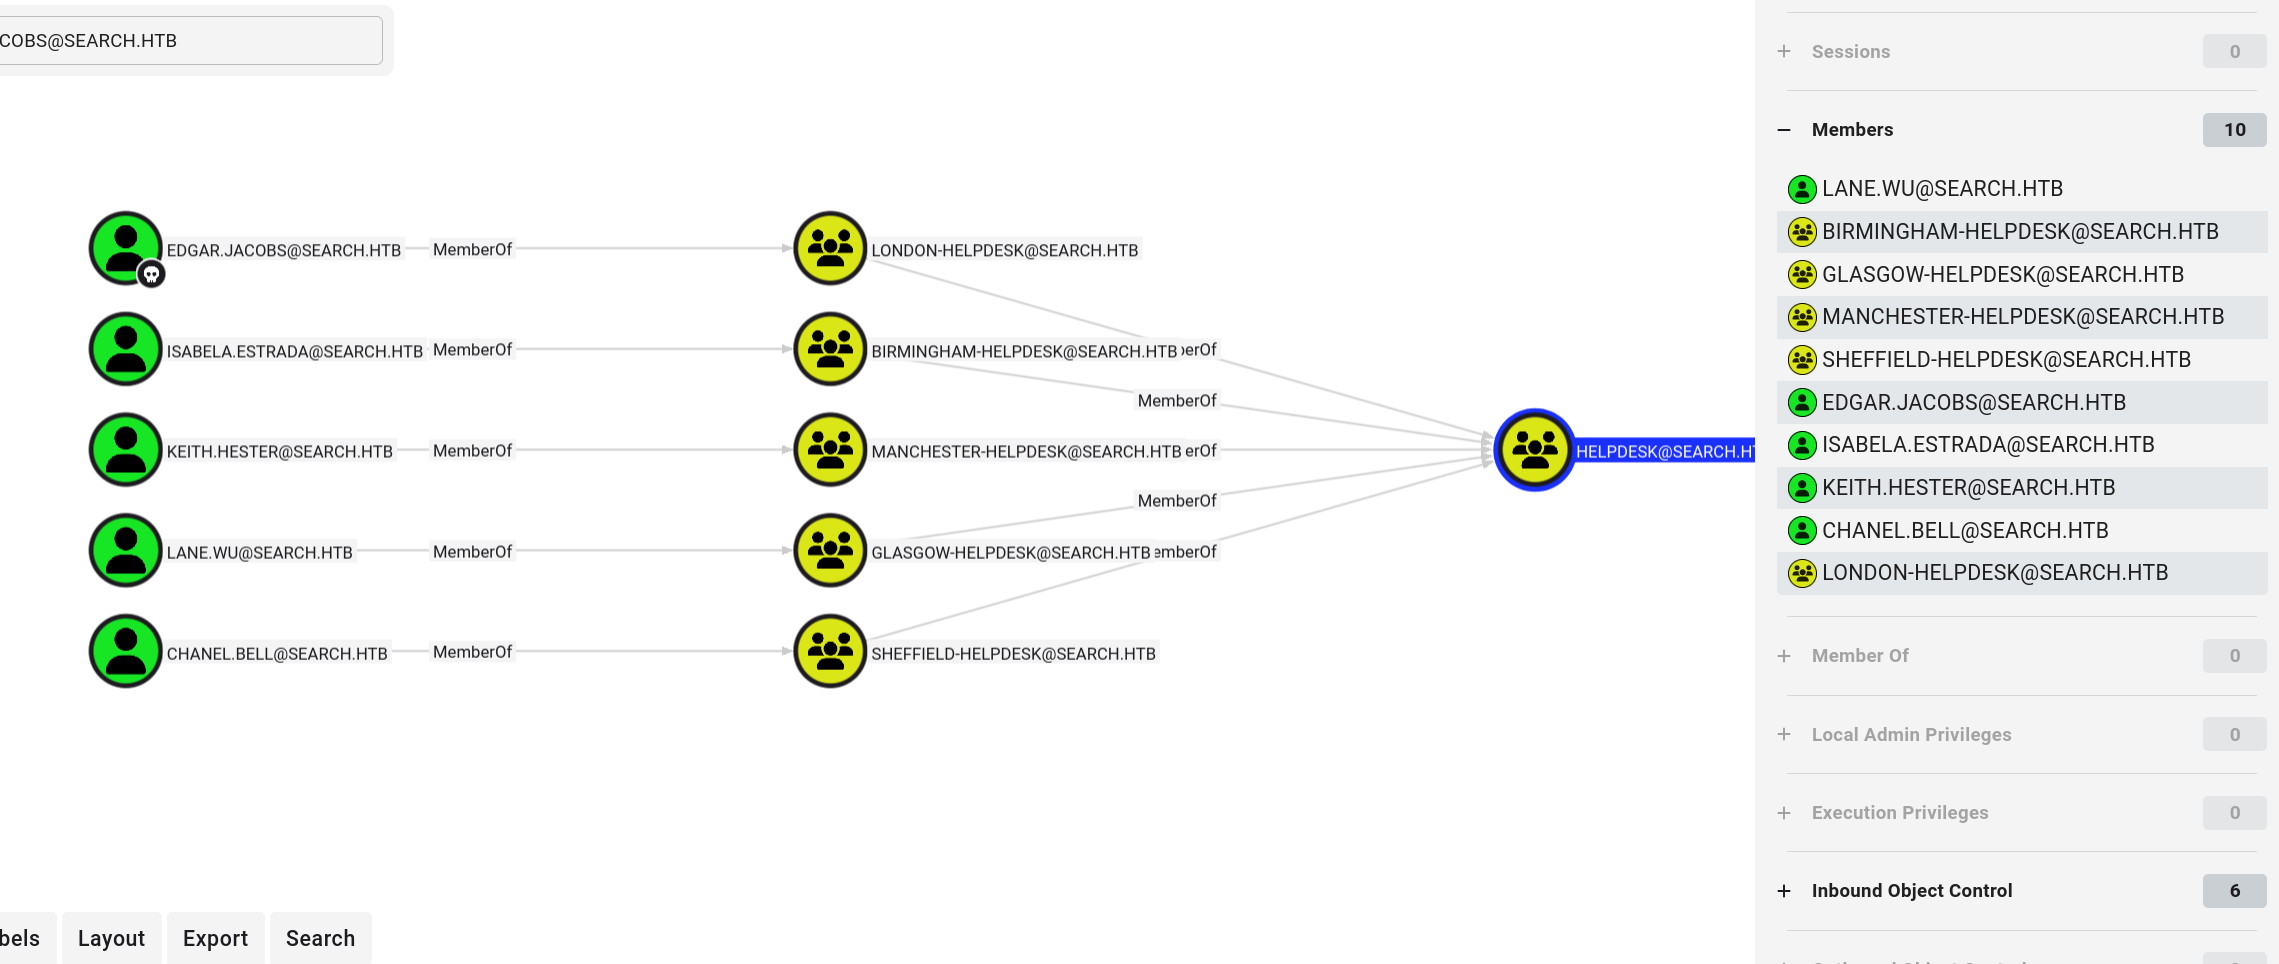 COBS@SEARCH.HTB
EDGAR.JACOBS@SEARCH.HTB MemberOf LONDON-HELPDESK@SEARCH.HTB
ISABELA.ESTRADA@SEARCH.HTB MemberOf BIRMINGHAM-HELPDESK@SEARCH.HTB berOf
MemberOf
KEITH.HESTER@SEARCH.HTB MemberOf MANCHESTER-HELPDESK@SEARCH.HTB erOf
HELPDESK@SEARCH.HT
MemberOf
LANE.WU@SEARCH.HTB MemberOf GLASGOW-HELPDESK@SEARCH.HTB emberOf
CHANEL.BELL@SEARCH.HTB MemberOf SHEFFIELD-HELPDESK@SEARCH.HTB
bels Layout Export Search
Sessions 0
Members 10
LANE.WU@SEARCH.HTB
BIRMINGHAM-HELPDESK@SEARCH.HTB
GLASGOW-HELPDESK@SEARCH.HTB
MANCHESTER-HELPDESK@SEARCH.HTB
SHEFFIELD-HELPDESK@SEARCH.HTB
EDGAR.JACOBS@SEARCH.HTB
ISABELA.ESTRADA@SEARCH.HTB
KEITH.HESTER@SEARCH.HTB
CHANEL.BELL@SEARCH.HTB
LONDON-HELPDESK@SEARCH.HTB
Member Of 0
Local Admin Privileges 0
Execution Privileges 0
Inbound Object Control 6